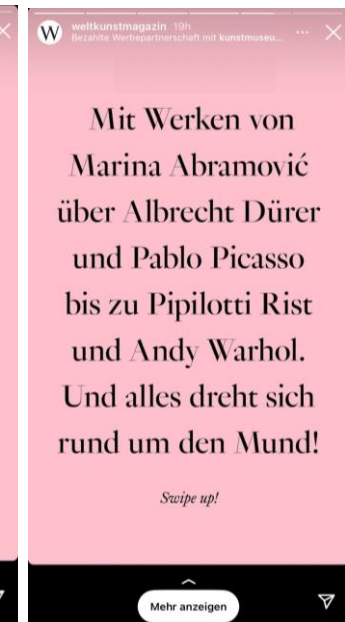 W weltkunstmagazin 19h
Bezahlte Werbepartnerschaft mit kunstmuseu...
Mit Werken von
Marina Abramović
über Albrecht Dürer
und Pablo Picasso
bis zu Pipilotti Rist
und Andy Warhol.
Und alles dreht sich
rund um den Mund!
Swipe up!
Mehr anzeigen